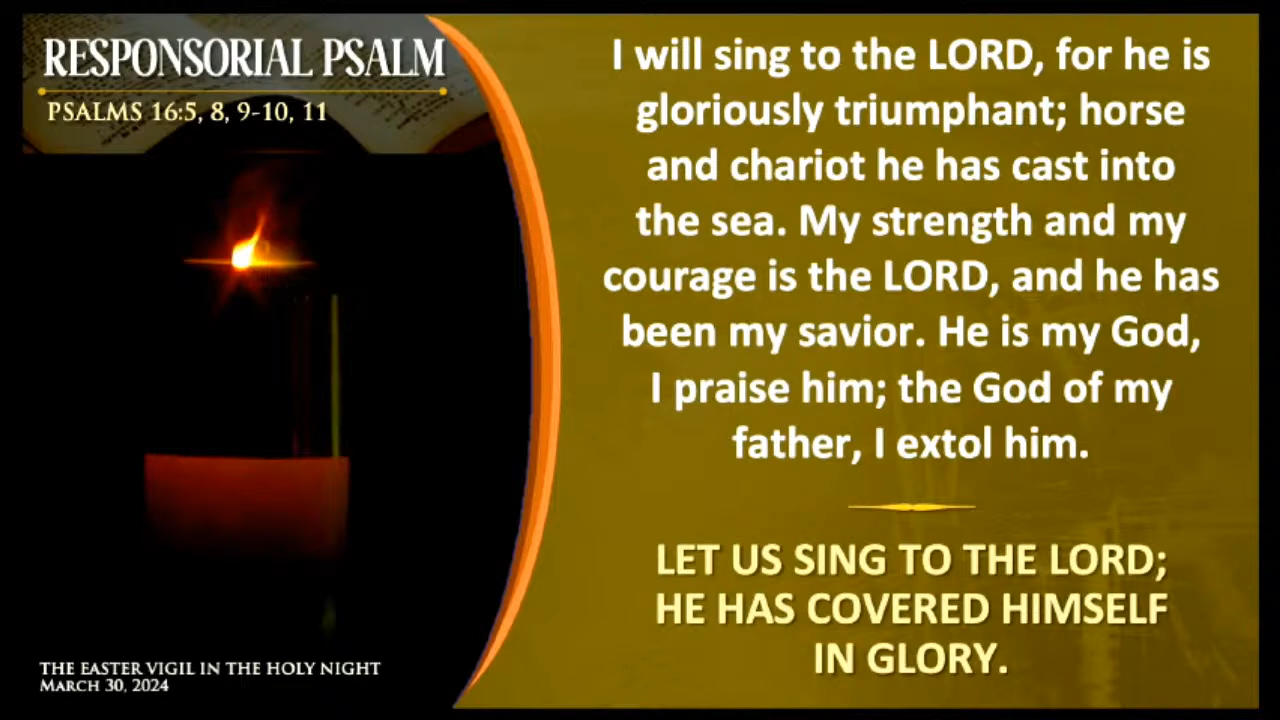 RESPONSORIAL PSALM
PSALMS 16:5, 8, 9-10, 11
I will sing to the LORD, for he is
gloriously triumphant; horse
and chariot he has cast into
the sea. My strength and my
courage is the LORD, and he has
been my savior. He is my God,
I praise him; the God of my
father, I extol him.
LET US SING TO THE LORD;
HE HAS COVERED HIMSELF
IN GLORY.
THE EASTER VIGIL IN THE HOLY NIGHT
MARCH 30, 2024